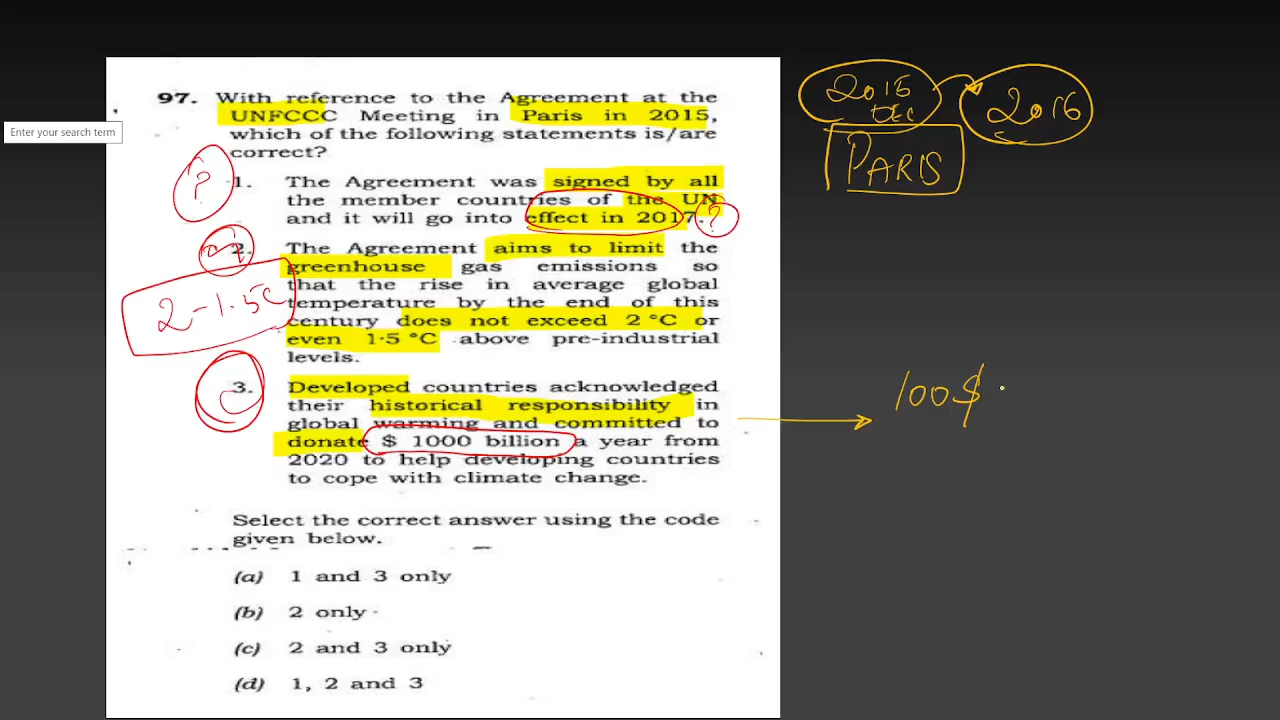 97. With reference to the Agreement at the
UNFCCC Meeting in Paris in 2015,
which of the following statements is/are
correct?
Enter your search term
1. The Agreement was signed by all
the member countries of the UN
and it will go into effect in 2017.
?
?
2. The Agreement aims to limit the
greenhouse gas emissions so
that the rise in average global
temperature by the end of this
century does not exceed 2 °C or
even 1·5 °C above pre-industrial
levels.
2-1.5C
3. Developed countries acknowledged
their historical responsibility in
global warming and committed to
donate $ 1000 billion a year from
2020 to help developing countries
to cope with climate change.
Select the correct answer using the code
given below.
(a) 1 and 3 only
(b) 2 only
(c) 2 and 3 only
(d) 1, 2 and 3
2015
DEC
2016
PARIS
100$